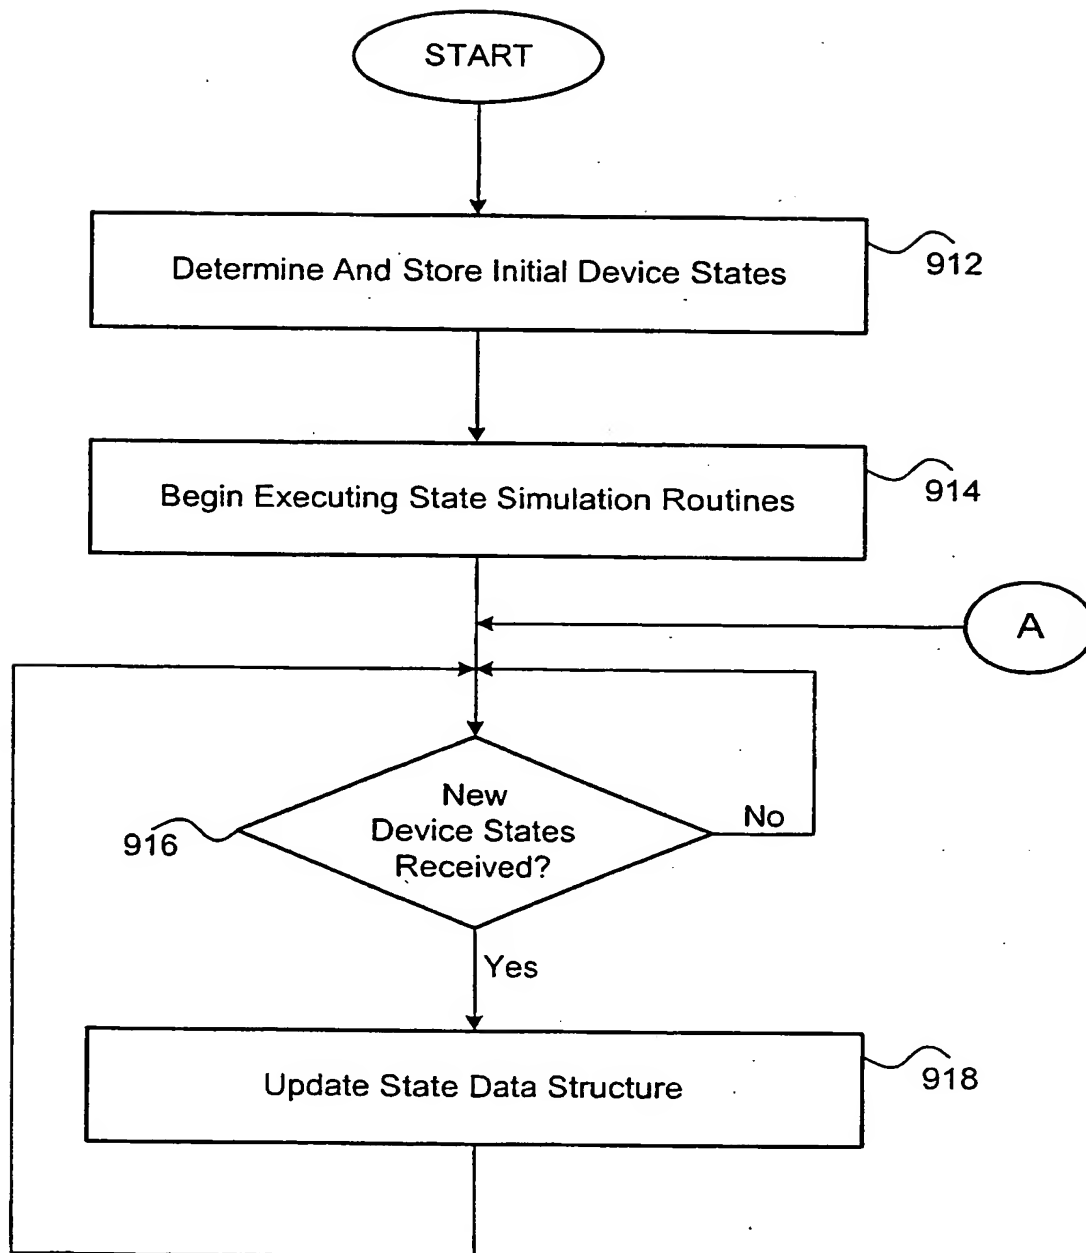 START
Determine And Store Initial Device States
912
Begin Executing State Simulation Routines
914
A
New
Device States
Received?
No
916
Yes
Update State Data Structure
918